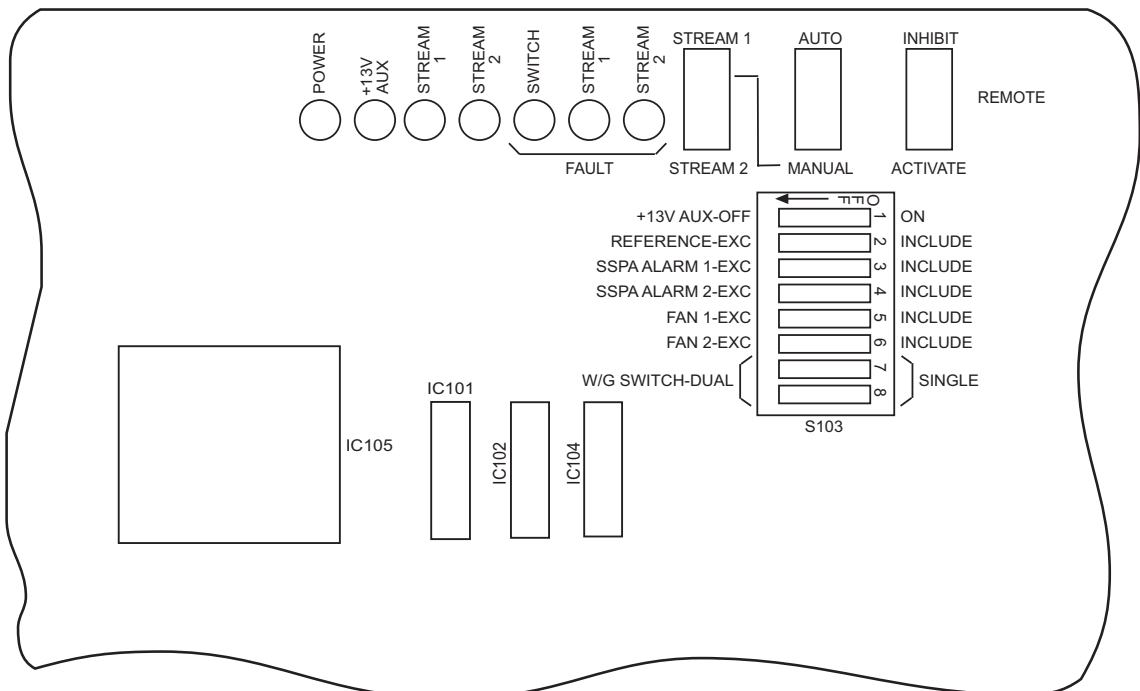 POWER
+13V
AUX
STREAM
1
STREAM
2
SWITCH
STREAM
1
STREAM
2
FAULT
STREAM 1
STREAM 2
AUTO
MANUAL
INHIBIT
ACTIVATE
REMOTE
OFF
+13V AUX-OFF 1 ON
REFERENCE-EXC 2 INCLUDE
SSPA ALARM 1-EXC 3 INCLUDE
SSPA ALARM 2-EXC 4 INCLUDE
FAN 1-EXC 5 INCLUDE
FAN 2-EXC 6 INCLUDE
W/G SWITCH-DUAL 7 8 SINGLE
S103
IC105
IC101
IC102
IC104